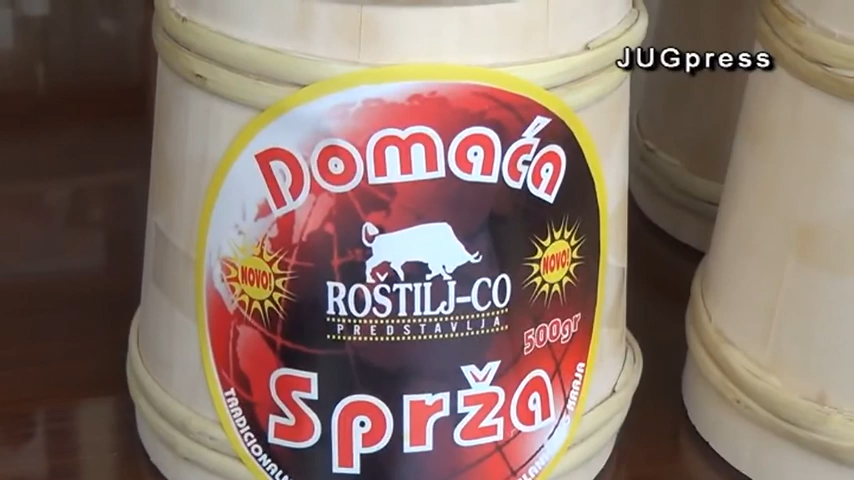 JUGpress
Domaća
NOVO!
NOVO!
ROŠTILJ-CO
PREDSTAVLJA
500gr
Sprža